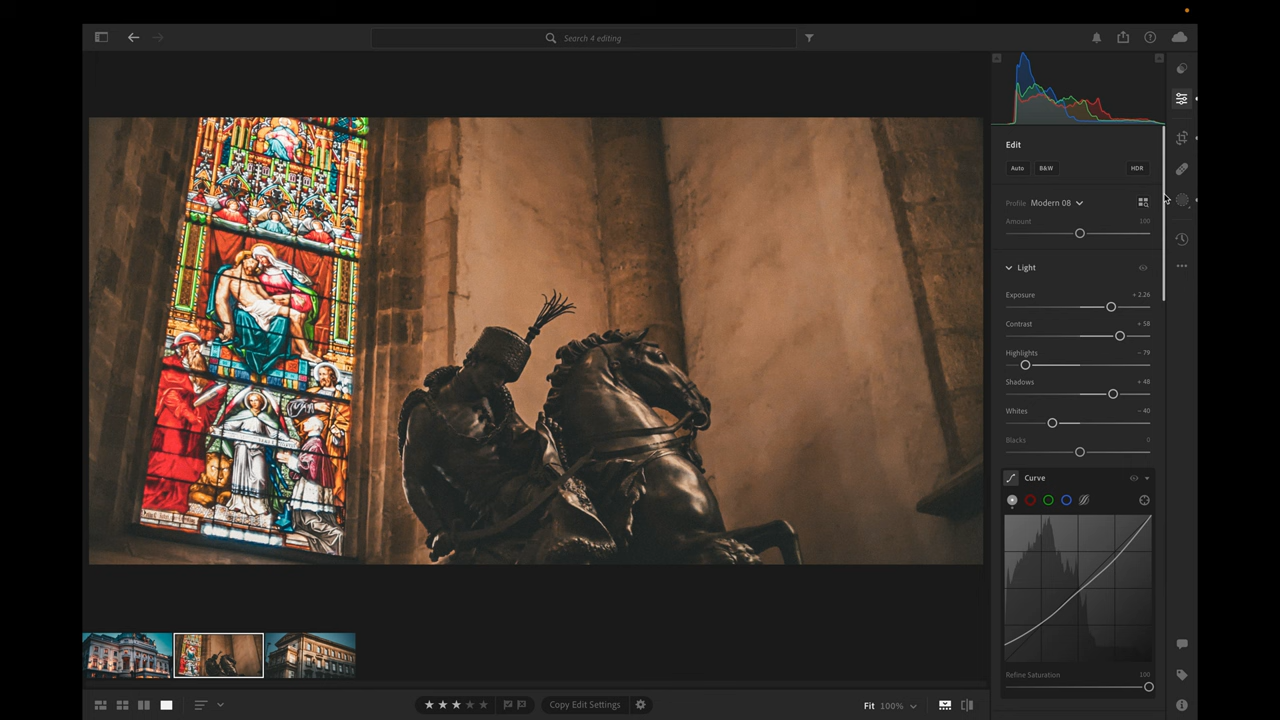 Search 4 editing
Edit
Auto B&W HDR
Profile Modern 08
Amount 100
Light
Exposure + 2.26
Contrast + 58
Highlights − 79
Shadows + 48
Whites − 40
Blacks 0
Curve
Refine Saturation 100
Copy Edit Settings
Fit 100%